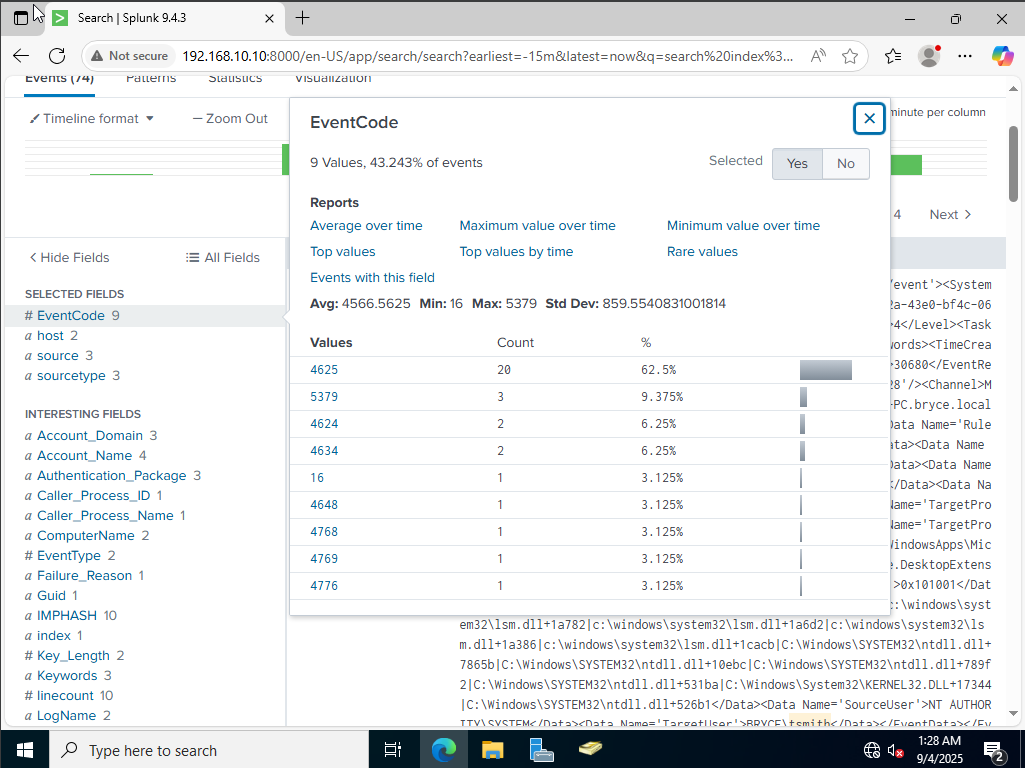 Search | Splunk 9.4.3
Not secure 192.168.10.10:8000/en-US/app/search/search?earliest=-15m&latest=now&q=search%20index%3...
Events (74) Patterns Statistics Visualization
Timeline format — Zoom Out
minute per column
4 Next
Hide Fields All Fields
SELECTED FIELDS
# EventCode 9
a host 2
a source 3
a sourcetype 3
INTERESTING FIELDS
a Account_Domain 3
a Account_Name 4
a Authentication_Package 3
a Caller_Process_ID 1
a Caller_Process_Name 1
a ComputerName 2
# EventType 2
a Failure_Reason 1
a Guid 1
a IMPHASH 10
a index 1
# Key_Length 2
a Keywords 3
# linecount 10
a LogName 2
EventCode
9 Values, 43.243% of events
Selected Yes No
Reports
Average over time Maximum value over time Minimum value over time
Top values Top values by time Rare values
Events with this field
Avg: 4566.5625 Min: 16 Max: 5379 Std Dev: 859.5540831001814
Values Count %
4625 20 62.5%
5379 3 9.375%
4624 2 6.25%
4634 2 6.25%
16 1 3.125%
4648 1 3.125%
4768 1 3.125%
4769 1 3.125%
4776 1 3.125%
/event'><System
a-43e0-bf4c-06
>4</Level><Task
words><TimeCrea
>30680</EventRe
28'/><Channel>M
-PC.bryce.local
Data Name='Rule
ata><Data Name
Data><Data Name
</Data><Data Na
Name='TargetPro
Name='TargetPro
WindowsApps\Mic
e.DesktopExtens
>0x101001</Dat
c:\windows\syst
em32\lsm.dll+1a782|c:\windows\system32\lsm.dll+1a6d2|c:\windows\system32\ls
m.dll+1a386|c:\windows\system32\lsm.dll+1cacb|C:\Windows\SYSTEM32\ntdll.dll+
7865b|C:\Windows\SYSTEM32\ntdll.dll+10ebc|C:\Windows\SYSTEM32\ntdll.dll+789f
2|C:\Windows\SYSTEM32\ntdll.dll+531ba|C:\Windows\System32\KERNEL32.DLL+17344
|C:\Windows\SYSTEM32\ntdll.dll+526b1</Data><Data Name='SourceUser'>NT AUTHOR
ITY\SYSTEM</Data><Data Name='TargetUser'>BRYCE\tsmith</Data></EventData></Ev
Type here to search
1:28 AM
9/4/2025
2